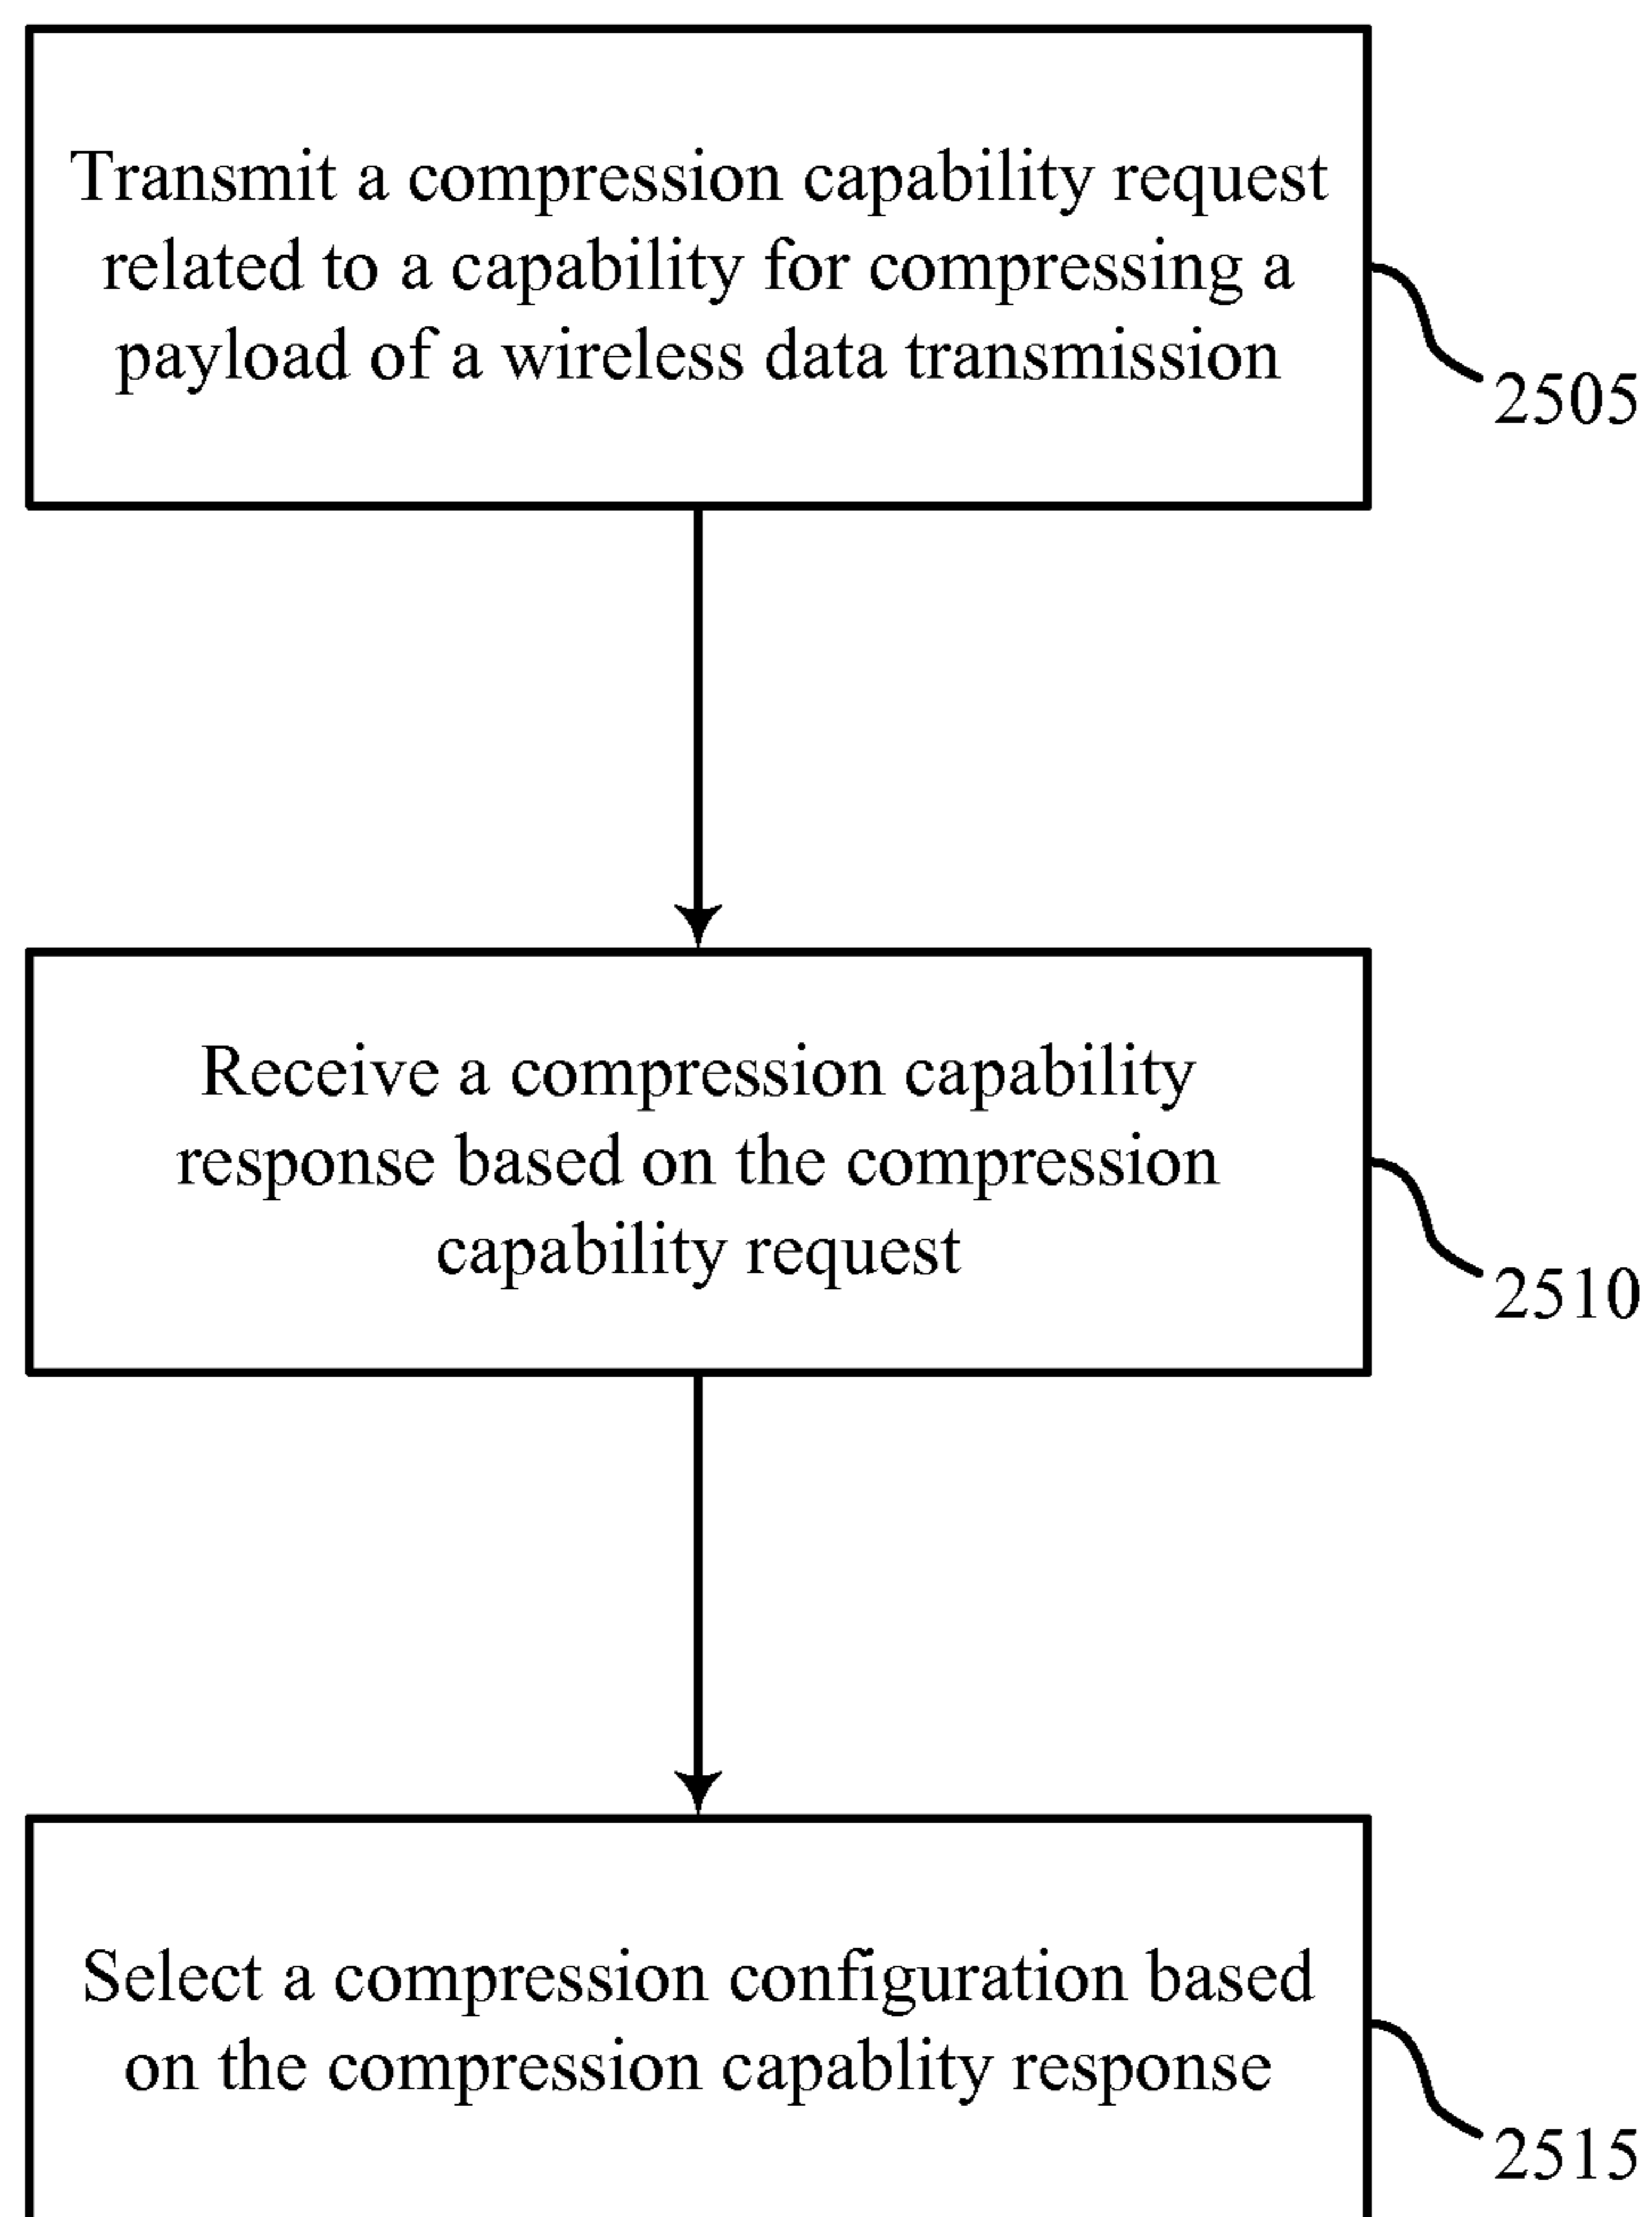 Transmit a compression capability request
related to a capability for compressing a
payload of a wireless data transmission
2505
Receive a compression capability
response based on the compression
capability request
2510
Select a compression configuration based
on the compression capablity response
2515